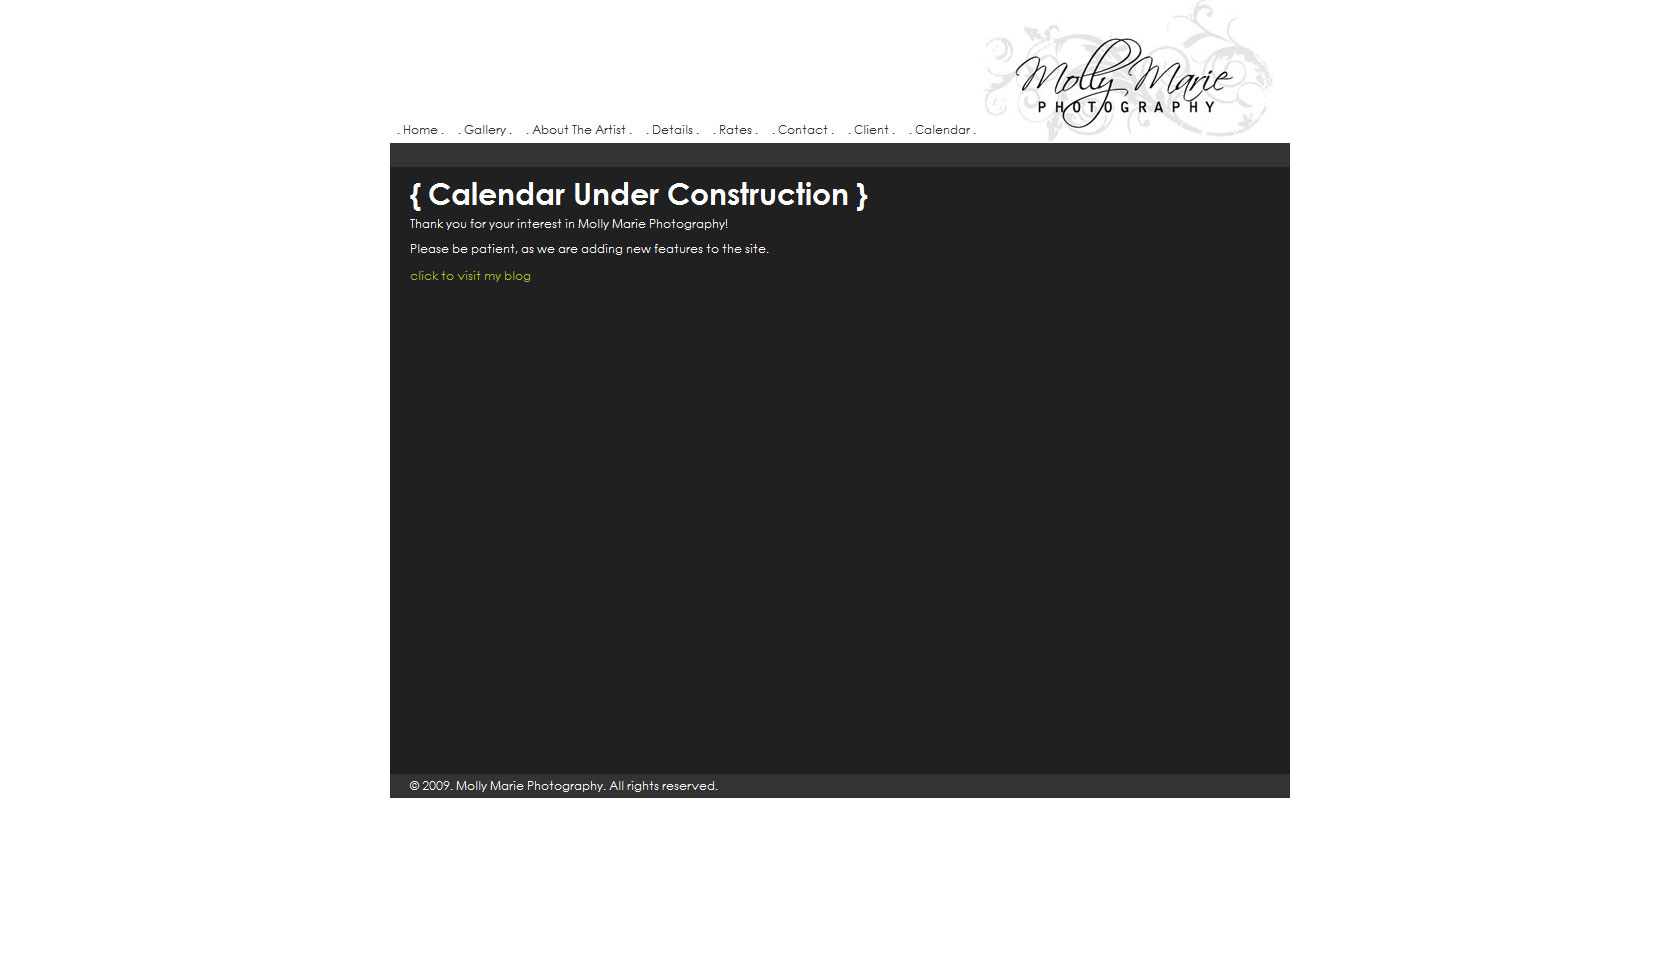 Molly Marie
PHOTOGRAPHY
. Home . . Gallery . . About The Artist . . Details . . Rates . . Contact . . Client . . Calendar .
{ Calendar Under Construction }
Thank you for your interest in Molly Marie Photography!
Please be patient, as we are adding new features to the site.
click to visit my blog
© 2009. Molly Marie Photography. All rights reserved.